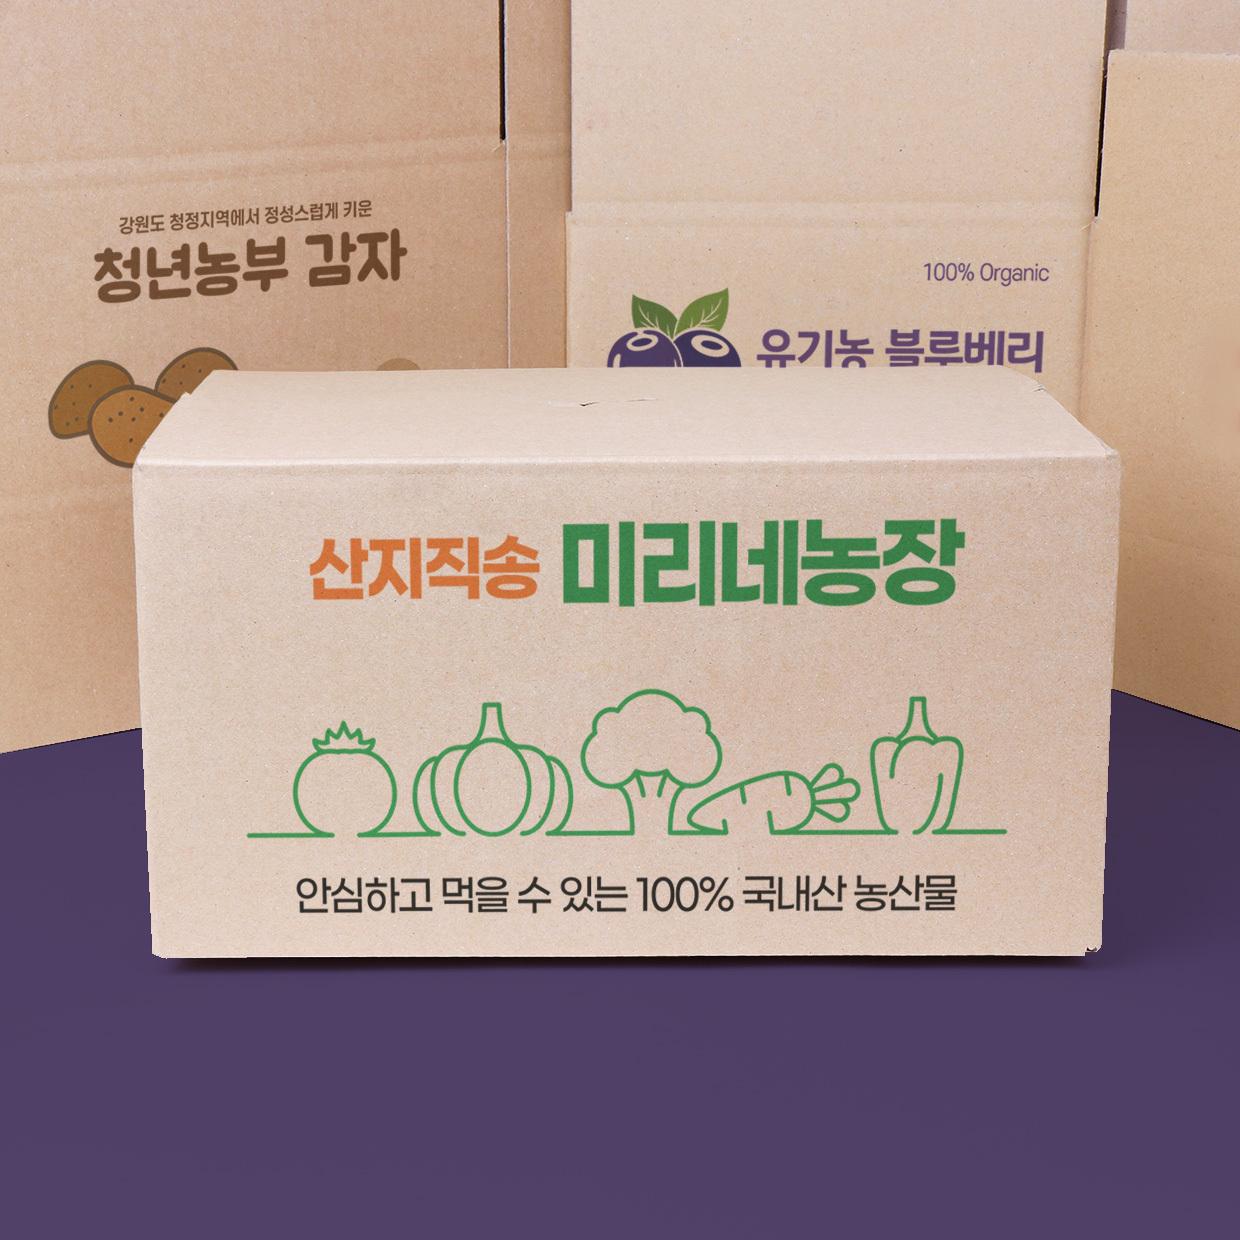 강원도 청정지역에서 정성스럽게 키운
청년농부 감자
100% Organic
유기농 블루베리
산지직송 미리네농장
안심하고 먹을 수 있는 100% 국내산 농산물